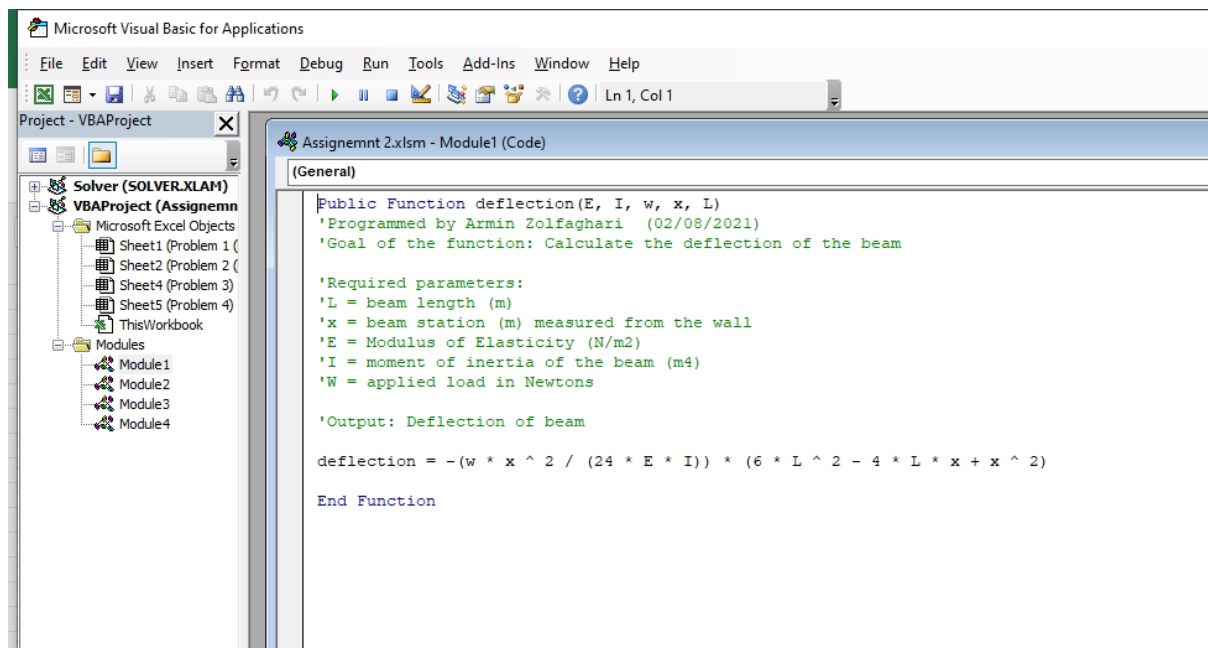 Microsoft Visual Basic for Applications
File Edit View Insert Format Debug Run Tools Add-Ins Window Help
Ln 1, Col 1
Project - VBAProject
Solver (SOLVER.XLAM)
VBAProject (Assignemn
Microsoft Excel Objects
Sheet1 (Problem 1 (
Sheet2 (Problem 2 (
Sheet4 (Problem 3)
Sheet5 (Problem 4)
ThisWorkbook
Modules
Module1
Module2
Module3
Module4
Assignemnt 2.xlsm - Module1 (Code)
(General)
Public Function deflection(E, I, w, x, L)
'Programmed by Armin Zolfaghari  (02/08/2021)
'Goal of the function: Calculate the deflection of the beam
'Required parameters:
'L = beam length (m)
'x = beam station (m) measured from the wall
'E = Modulus of Elasticity (N/m2)
'I = moment of inertia of the beam (m4)
'W = applied load in Newtons
'Output: Deflection of beam
deflection = -(w * x ^ 2 / (24 * E * I)) * (6 * L ^ 2 - 4 * L * x + x ^ 2)
End Function